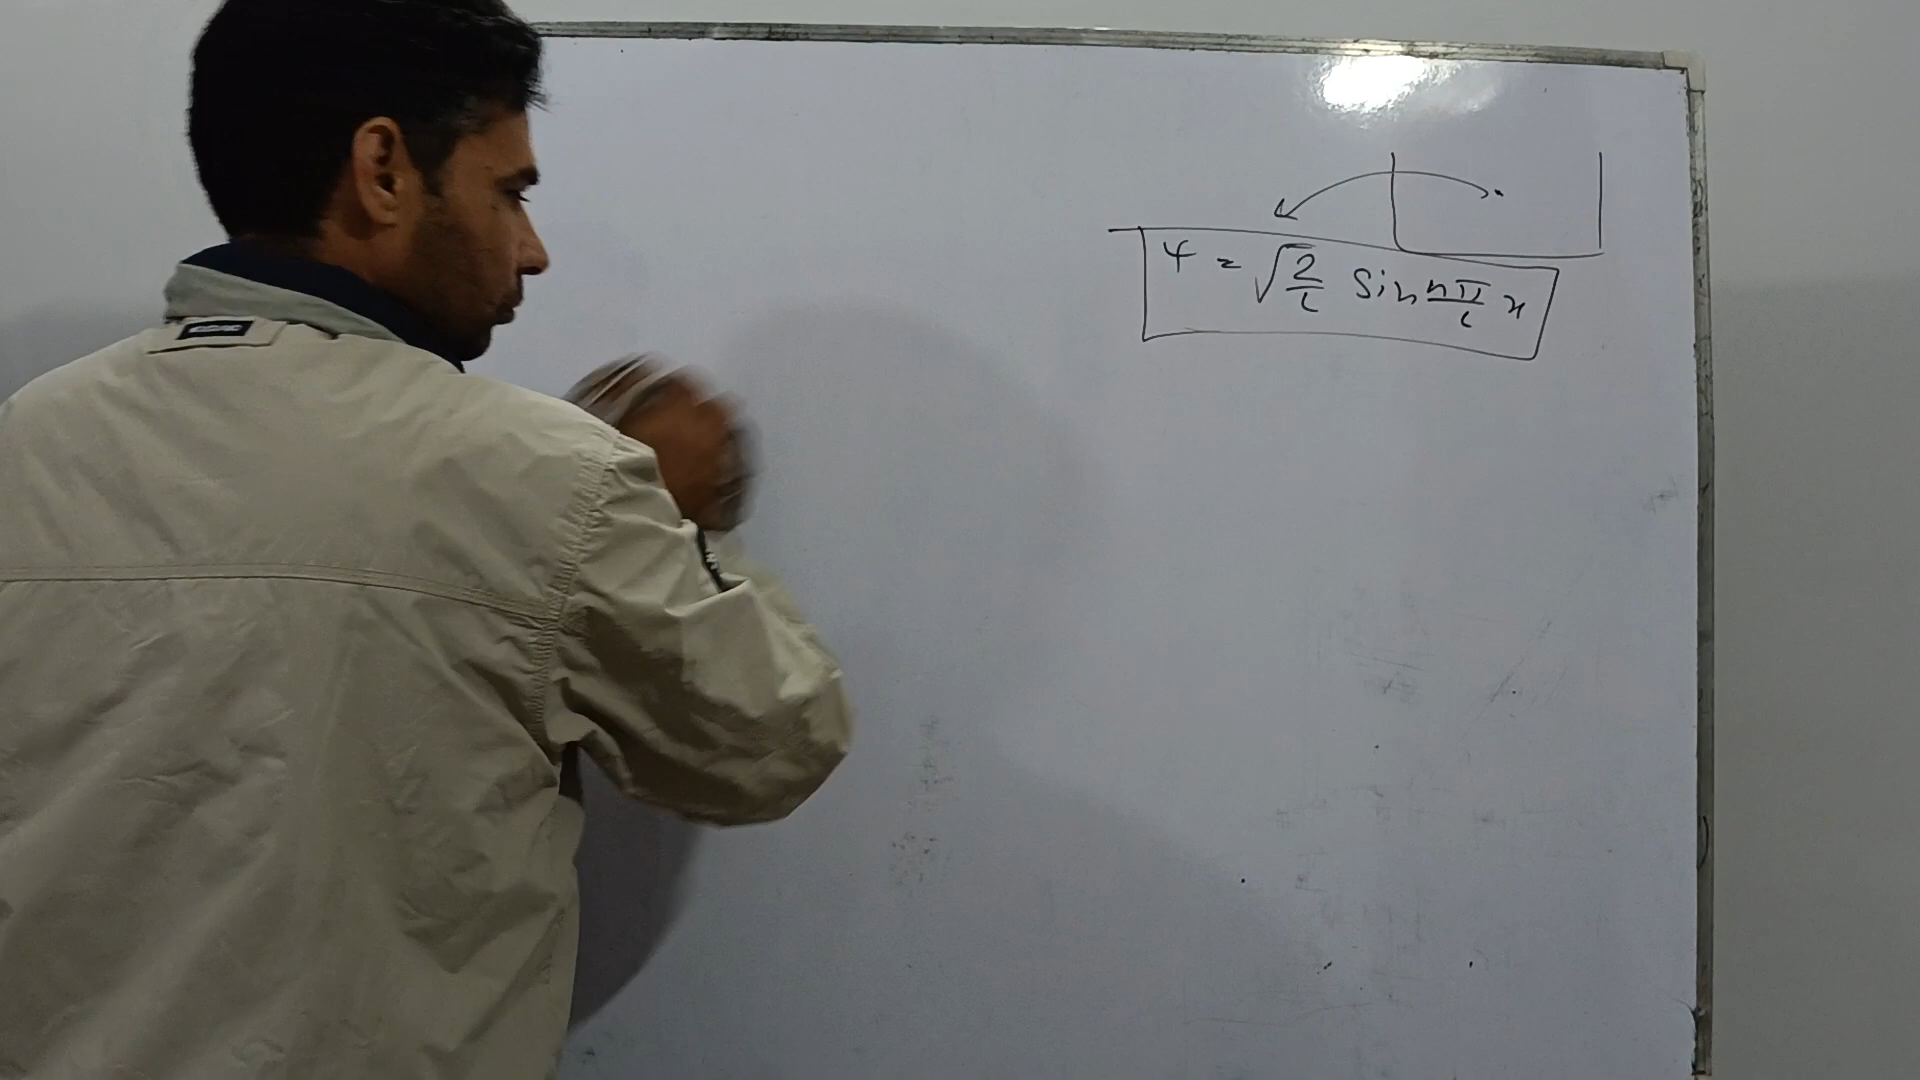 Ψ = √2/L Sin nπ/L x